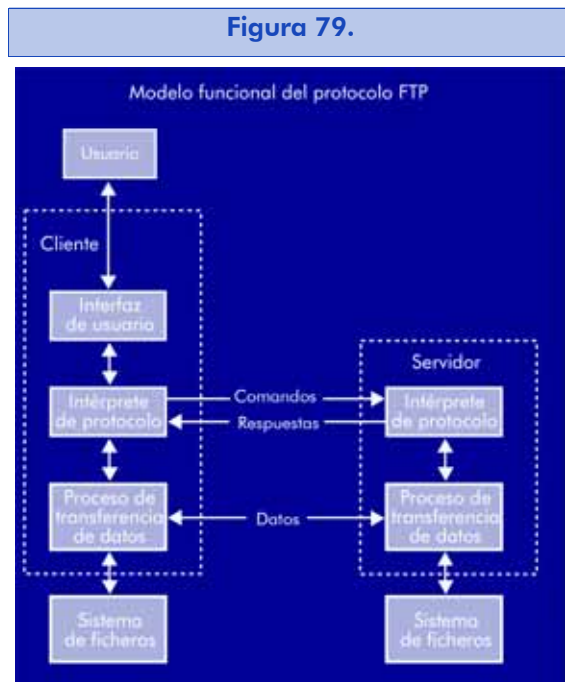 Figura 79.
Modelo funcional del protocolo FTP
Usuario
Cliente
Interfaz
de usuario
Servidor
Intérprete
de protocolo
Comandos
Respuestas
Intérprete
de protocolo
Proceso de
transferencia
de datos
Datos
Proceso de
transferencia
de datos
Sistema
de ficheros
Sistema
de ficheros